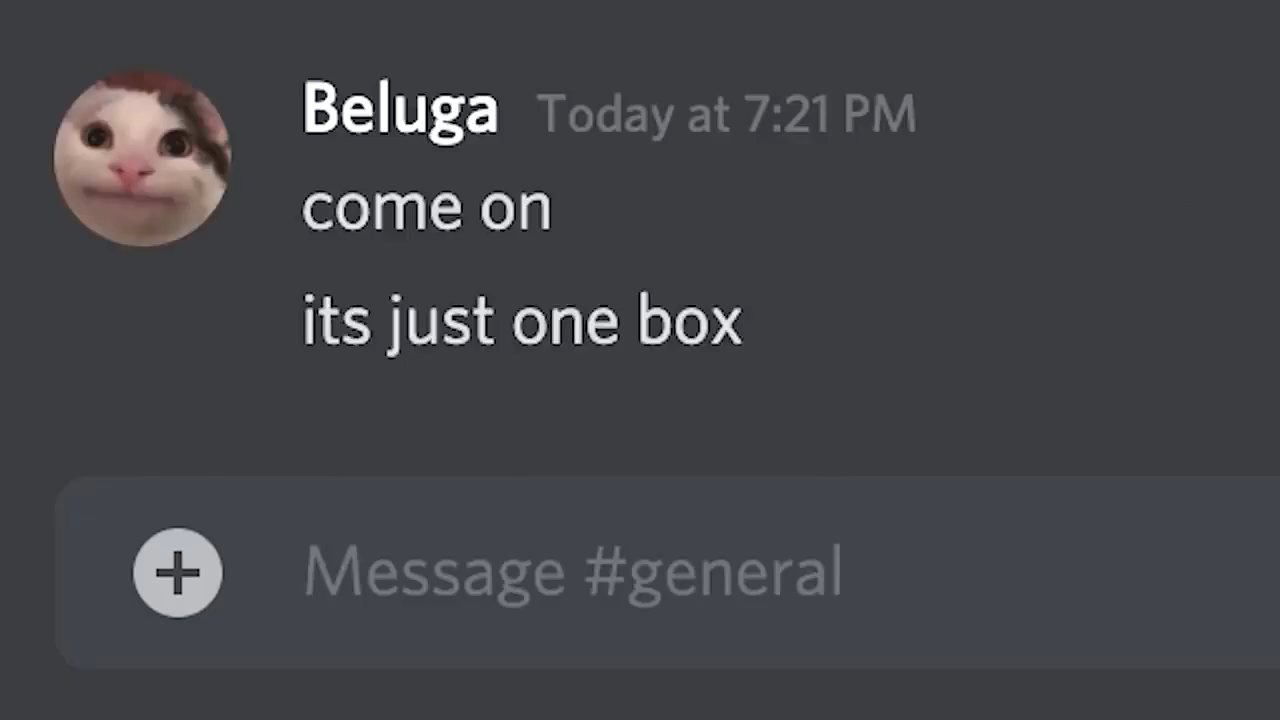 Beluga Today at 7:21 PM
come on
its just one box
Message #general